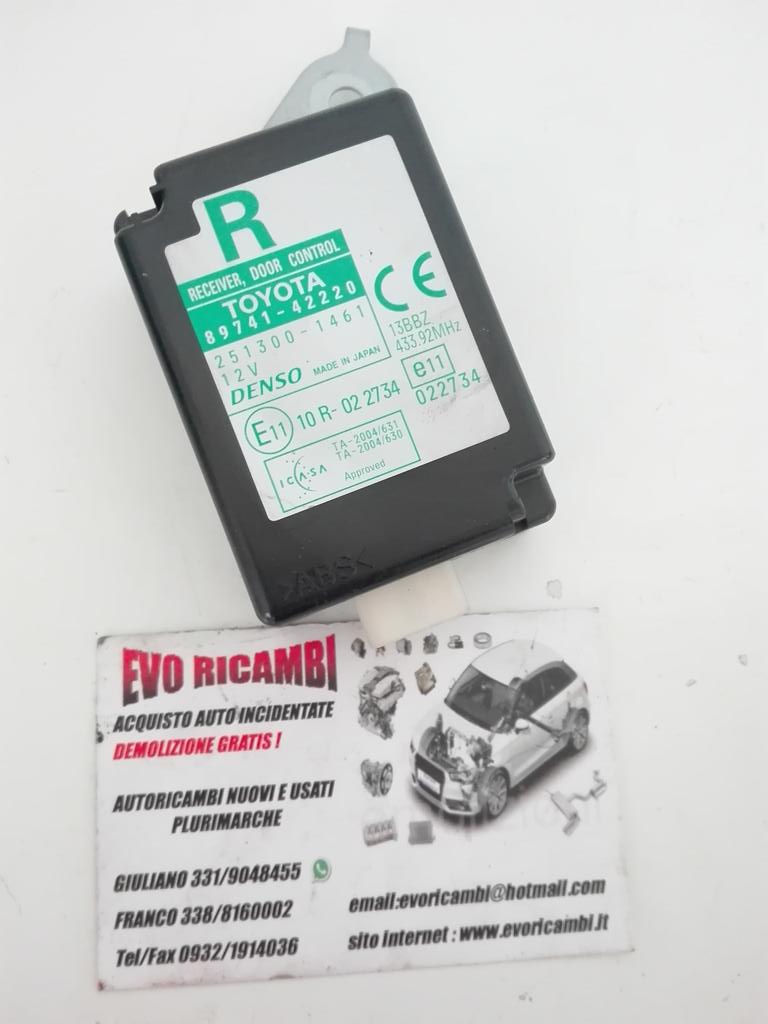 R
RECEIVER, DOOR CONTROL
TOYOTA
89741-42220
251300-1461
12V
DENSO MADE IN JAPAN
CE
13BBZ
433.92MHz
E11 10 R-02 2734
e11
022734
ICASA
TA-2004/631
TA-2004/630
Approved
>ABS<
EVO RICAMBI
ACQUISTO AUTO INCIDENTATE
DEMOLIZIONE GRATIS !
AUTORICAMBI NUOVI E USATI
PLURIMARCHE
GIULIANO 331/9048455
FRANCO 338/8160002
Tel/Fax 0932/1914036
email:evoricambi@hotmail.com
sito internet : www.evoricambi.it